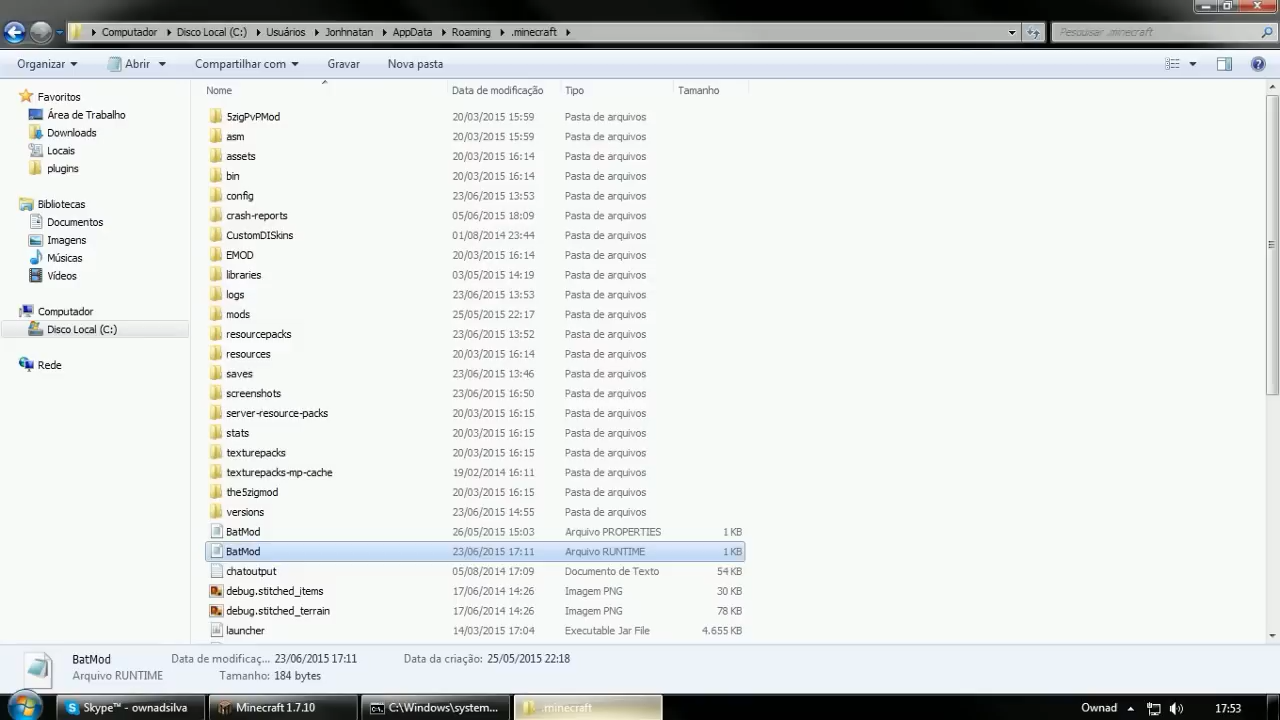 Computador ▸ Disco Local (C:) ▸ Usuários ▸ Jonhnatan ▸ AppData ▸ Roaming ▸ .minecraft
Pesquisar .minecraft
Organizar Abrir Compartilhar com Gravar Nova pasta
Favoritos
Área de Trabalho
Downloads
Locais
plugins
Bibliotecas
Documentos
Imagens
Músicas
Vídeos
Computador
Disco Local (C:)
Rede
Nome Data de modificação Tipo Tamanho
5zigPvPMod 20/03/2015 15:59 Pasta de arquivos
asm 20/03/2015 15:59 Pasta de arquivos
assets 20/03/2015 16:14 Pasta de arquivos
bin 20/03/2015 16:14 Pasta de arquivos
config 23/06/2015 13:53 Pasta de arquivos
crash-reports 05/06/2015 18:09 Pasta de arquivos
CustomDISkins 01/08/2014 23:44 Pasta de arquivos
EMOD 20/03/2015 16:14 Pasta de arquivos
libraries 03/05/2015 14:19 Pasta de arquivos
logs 23/06/2015 13:53 Pasta de arquivos
mods 25/05/2015 22:17 Pasta de arquivos
resourcepacks 23/06/2015 13:52 Pasta de arquivos
resources 20/03/2015 16:14 Pasta de arquivos
saves 23/06/2015 13:46 Pasta de arquivos
screenshots 23/06/2015 16:50 Pasta de arquivos
server-resource-packs 20/03/2015 16:15 Pasta de arquivos
stats 20/03/2015 16:15 Pasta de arquivos
texturepacks 20/03/2015 16:15 Pasta de arquivos
texturepacks-mp-cache 19/02/2014 16:11 Pasta de arquivos
the5zigmod 20/03/2015 16:15 Pasta de arquivos
versions 23/06/2015 14:55 Pasta de arquivos
BatMod 26/05/2015 15:03 Arquivo PROPERTIES 1 KB
BatMod 23/06/2015 17:11 Arquivo RUNTIME 1 KB
chatoutput 05/08/2014 17:09 Documento de Texto 54 KB
debug.stitched_items 17/06/2014 14:26 Imagem PNG 30 KB
debug.stitched_terrain 17/06/2014 14:26 Imagem PNG 78 KB
launcher 14/03/2015 17:04 Executable Jar File 4.655 KB
BatMod Data de modificaç... 23/06/2015 17:11 Data da criação: 25/05/2015 22:18
Arquivo RUNTIME Tamanho: 184 bytes
Skype™ - ownadsilva Minecraft 1.7.10 C:\Windows\system... .minecraft Ownad 17:53